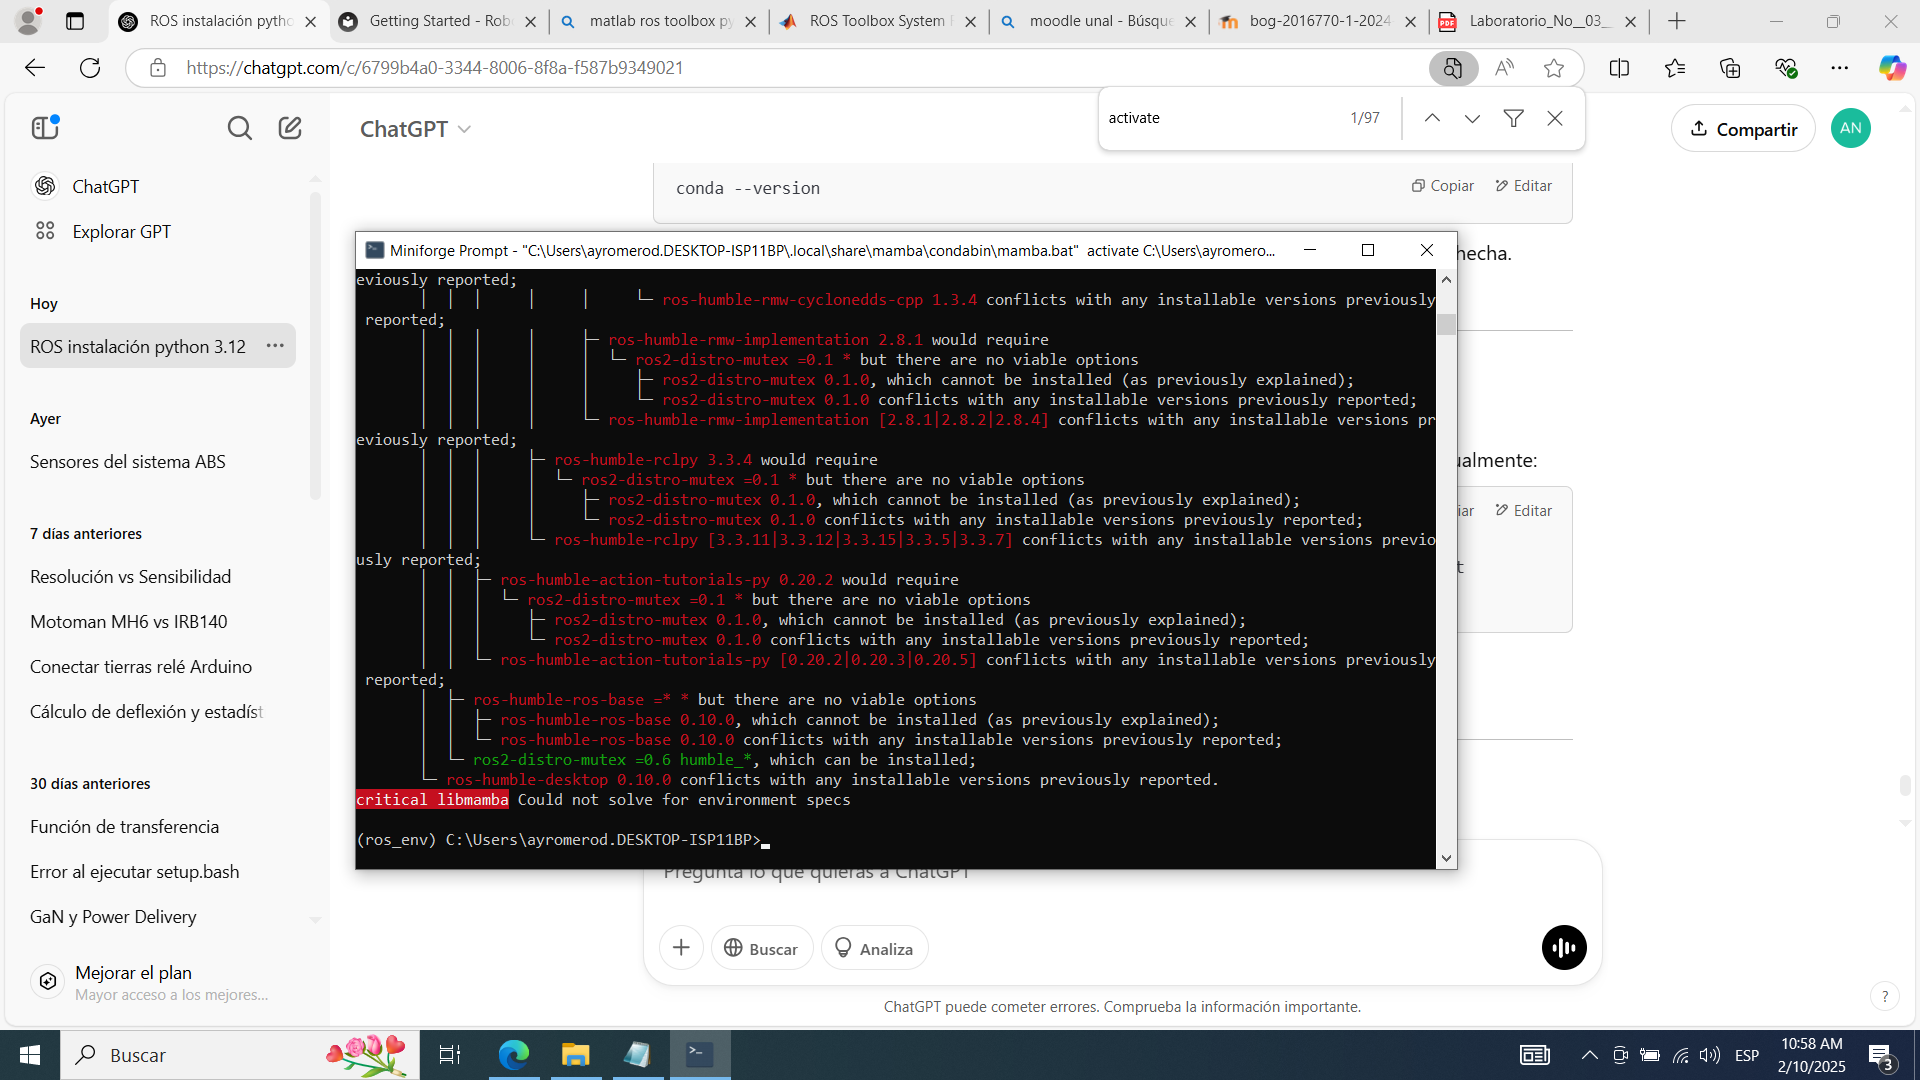 ROS instalación pytho
Getting Started - Rob
matlab ros toolbox py
ROS Toolbox System
moodle unal - Búsque
bog-2016770-1-2024
Laboratorio_No__03_
https://chatgpt.com/c/6799b4a0-3344-8006-8f8a-f587b9349021
activate
1/97
ChatGPT
Compartir
AN
ChatGPT
Explorar GPT
Hoy
ROS instalación python 3.12
Ayer
Sensores del sistema ABS
7 días anteriores
Resolución vs Sensibilidad
Motoman MH6 vs IRB140
Conectar tierras relé Arduino
Cálculo de deflexión y estadíst
30 días anteriores
Función de transferencia
Error al ejecutar setup.bash
GaN y Power Delivery
Mejorar el plan
Mayor acceso a los mejores...
conda --version
Copiar
Editar
hecha.
ualmente:
iar
Editar
t
Miniforge Prompt - "C:\Users\ayromerod.DESKTOP-ISP11BP\.local\share\mamba\condabin\mamba.bat" activate C:\Users\ayromero...
eviously reported;
ros-humble-rmw-cyclonedds-cpp 1.3.4 conflicts with any installable versions previously
reported;
ros-humble-rmw-implementation 2.8.1 would require
ros2-distro-mutex =0.1 * but there are no viable options
ros2-distro-mutex 0.1.0, which cannot be installed (as previously explained);
ros2-distro-mutex 0.1.0 conflicts with any installable versions previously reported;
ros-humble-rmw-implementation [2.8.1|2.8.2|2.8.4] conflicts with any installable versions pr
eviously reported;
ros-humble-rclpy 3.3.4 would require
ros2-distro-mutex =0.1 * but there are no viable options
ros2-distro-mutex 0.1.0, which cannot be installed (as previously explained);
ros2-distro-mutex 0.1.0 conflicts with any installable versions previously reported;
ros-humble-rclpy [3.3.11|3.3.12|3.3.15|3.3.5|3.3.7] conflicts with any installable versions previo
usly reported;
ros-humble-action-tutorials-py 0.20.2 would require
ros2-distro-mutex =0.1 * but there are no viable options
ros2-distro-mutex 0.1.0, which cannot be installed (as previously explained);
ros2-distro-mutex 0.1.0 conflicts with any installable versions previously reported;
ros-humble-action-tutorials-py [0.20.2|0.20.3|0.20.5] conflicts with any installable versions previously
reported;
ros-humble-ros-base =* * but there are no viable options
ros-humble-ros-base 0.10.0, which cannot be installed (as previously explained);
ros-humble-ros-base 0.10.0 conflicts with any installable versions previously reported;
ros2-distro-mutex =0.6 humble_*, which can be installed;
ros-humble-desktop 0.10.0 conflicts with any installable versions previously reported.
critical libmamba Could not solve for environment specs
(ros_env) C:\Users\ayromerod.DESKTOP-ISP11BP>
Pregunta lo que quieras a ChatGPT
Buscar
Analiza
ChatGPT puede cometer errores. Comprueba la información importante.
?
Buscar
ESP
10:58 AM
2/10/2025
3